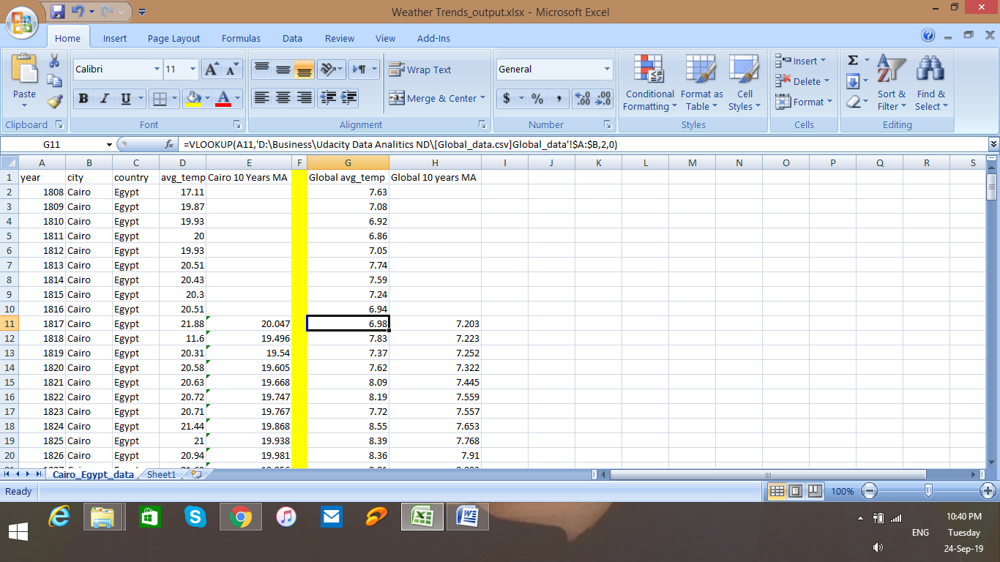 Weather Trends_output.xlsx - Microsoft Excel
Home Insert Page Layout Formulas Data Review View Add-Ins
Calibri 11 Wrap Text General Insert Σ
Paste Conditional Formatting Format as Table Cell Styles Delete Sort & Filter Find & Select
B I U Merge & Center $ % , Format
Clipboard Font Alignment Number Styles Cells Editing
G11 fx =VLOOKUP(A11,'D:\Business\Udacity Data Analitics ND\[Global_data.csv]Global_data'!$A:$B,2,0)
A B C D E F G H I J K L M N O P Q R S
1 year city country avg_temp Cairo 10 Years MA Global avg_temp Global 10 years MA
2 1808 Cairo Egypt 17.11 7.63
3 1809 Cairo Egypt 19.87 7.08
4 1810 Cairo Egypt 19.93 6.92
5 1811 Cairo Egypt 20 6.86
6 1812 Cairo Egypt 19.93 7.05
7 1813 Cairo Egypt 20.51 7.74
8 1814 Cairo Egypt 20.43 7.59
9 1815 Cairo Egypt 20.3 7.24
10 1816 Cairo Egypt 20.51 6.94
11 1817 Cairo Egypt 21.88 20.047 6.98 7.203
12 1818 Cairo Egypt 11.6 19.496 7.83 7.223
13 1819 Cairo Egypt 20.31 19.54 7.37 7.252
14 1820 Cairo Egypt 20.58 19.605 7.62 7.322
15 1821 Cairo Egypt 20.63 19.668 8.09 7.445
16 1822 Cairo Egypt 20.72 19.747 8.19 7.559
17 1823 Cairo Egypt 20.71 19.767 7.72 7.557
18 1824 Cairo Egypt 21.44 19.868 8.55 7.653
19 1825 Cairo Egypt 21 19.938 8.39 7.768
20 1826 Cairo Egypt 20.94 19.981 8.36 7.91
Cairo_Egypt_data Sheet1
Ready 100%
10:40 PM
ENG Tuesday
24-Sep-19